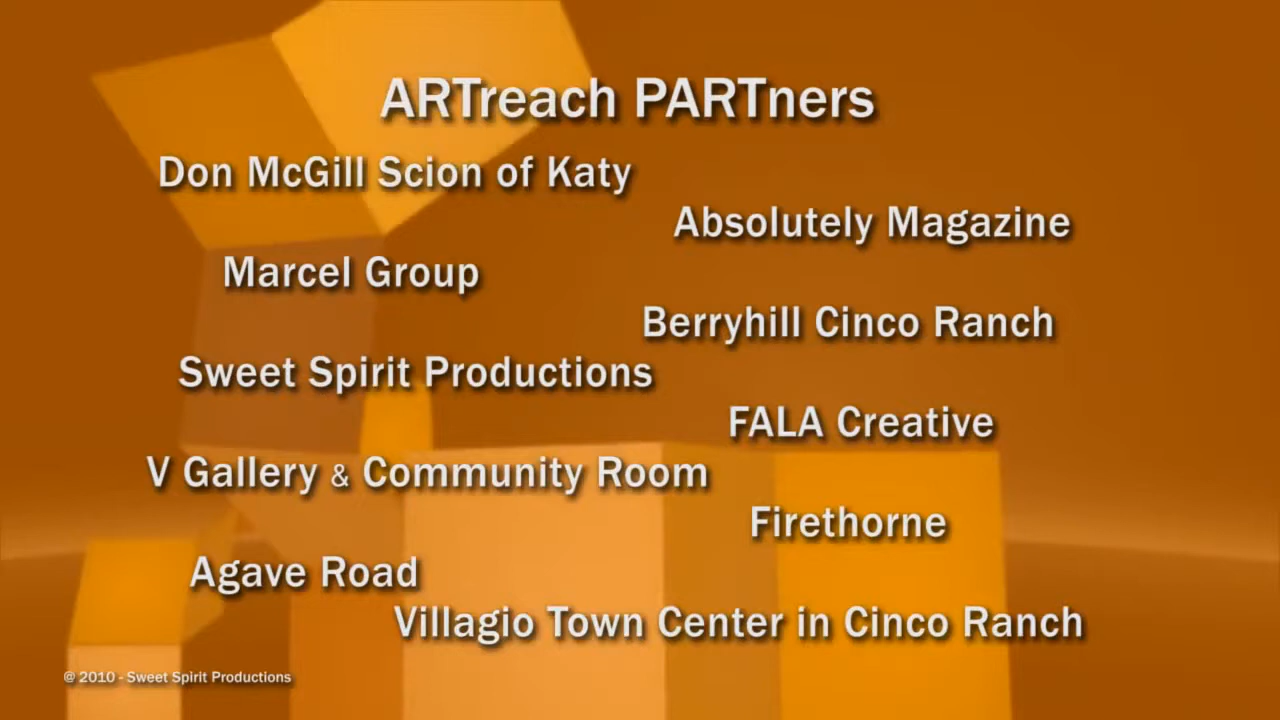 ARTreach PARTners
Don McGill Scion of Katy
Absolutely Magazine
Marcel Group
Berryhill Cinco Ranch
Sweet Spirit Productions
FALA Creative
V Gallery & Community Room
Firethorne
Agave Road
Villagio Town Center in Cinco Ranch
@ 2010 - Sweet Spirit Productions